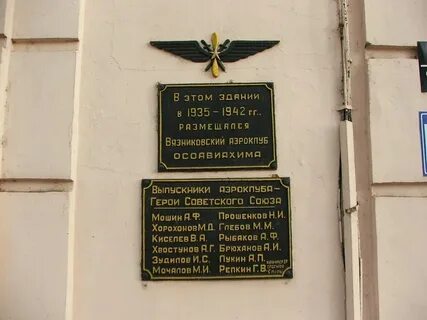 В этом здании
в 1935-1942 гг.
размещался
Вязниковский аэроклуб
ОСОАВИАХИМА
Выпускники аэроклуба-
Герои Советского Союза
Мошин А.Ф. Прошенков Н.И.
Хорохонов М.Д. Глебов М.М.
Киселев В.А. Рыбаков А.Ф.
Хвостунов А.Г. Брюханов А.И.
Зудилов И.С. Пукин А.П.
Мочалов М.И. Репкин Г.В.